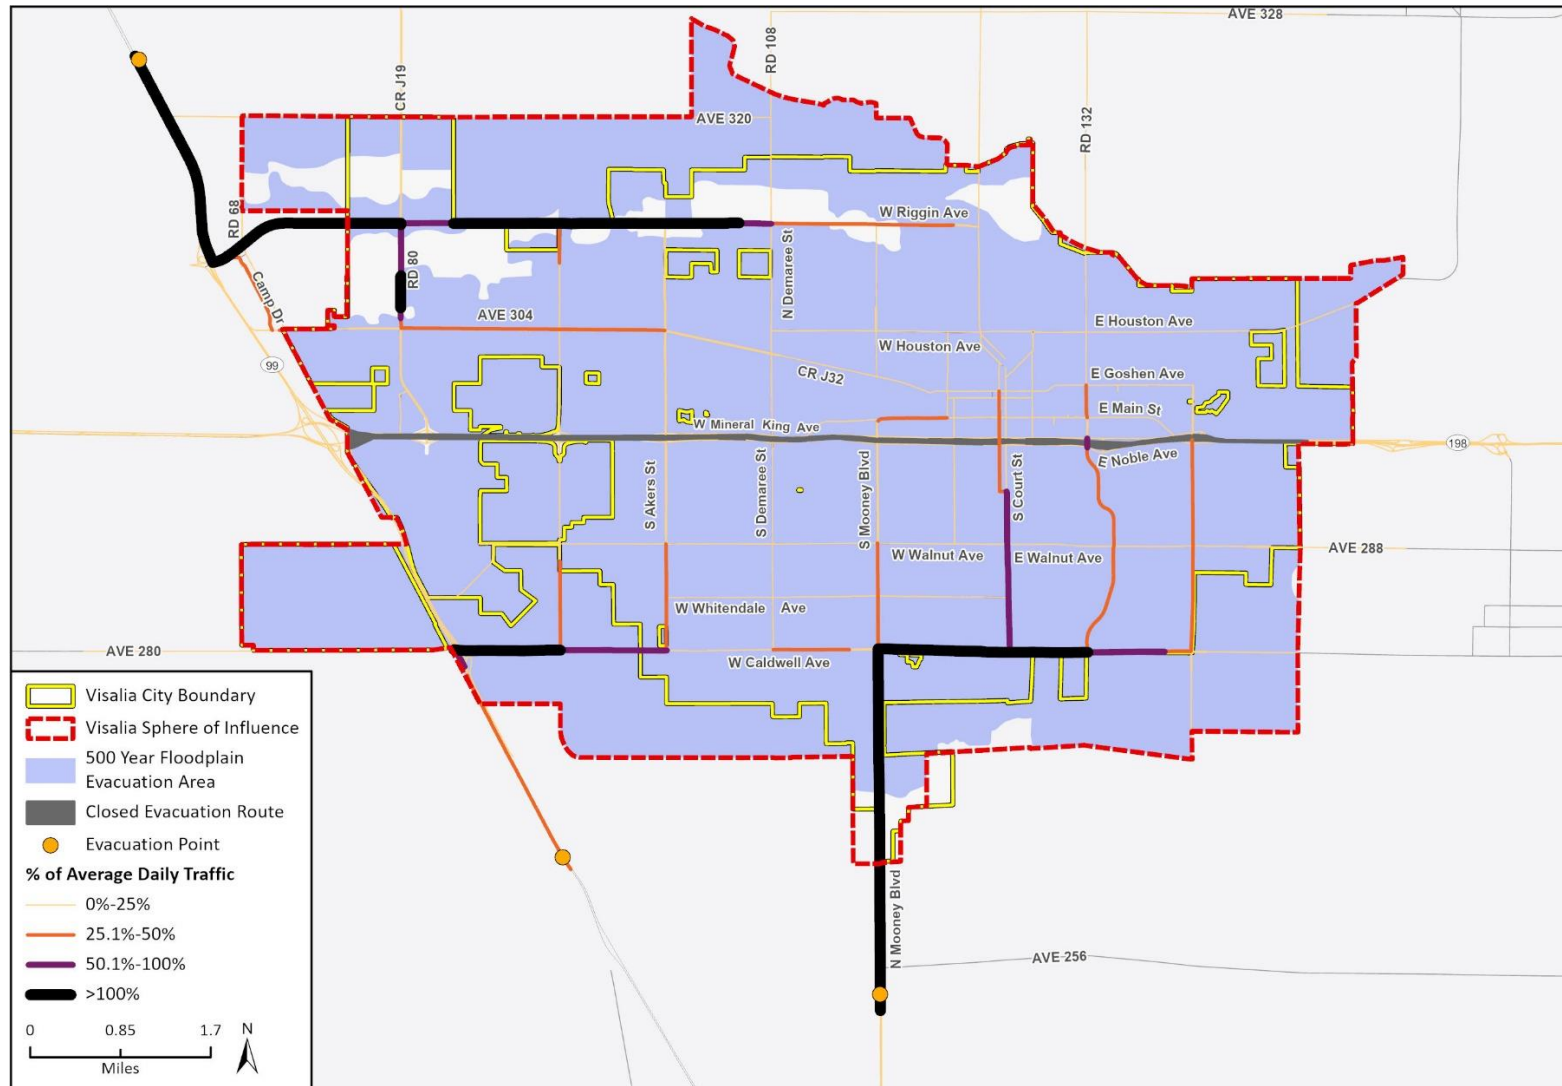 AVE 328
CR J19
RD 108
RD 132
AVE 320
RD 68
W Riggin Ave
RD 80
N Demaree St
Camp Dr
AVE 304
E Houston Ave
W Houston Ave
99
CR J32
E Goshen Ave
E Main St
W Mineral King Ave
198
E Noble Ave
S Akers St
S Demaree St
S Mooney Blvd
S Court St
W Walnut Ave
E Walnut Ave
AVE 288
W Whitendale Ave
AVE 280
W Caldwell Ave
N Mooney Blvd
AVE 256
Visalia City Boundary
Visalia Sphere of Influence
500 Year Floodplain
Evacuation Area
Closed Evacuation Route
Evacuation Point
% of Average Daily Traffic
0%-25%
25.1%-50%
50.1%-100%
>100%
0 0.85 1.7 N
Miles